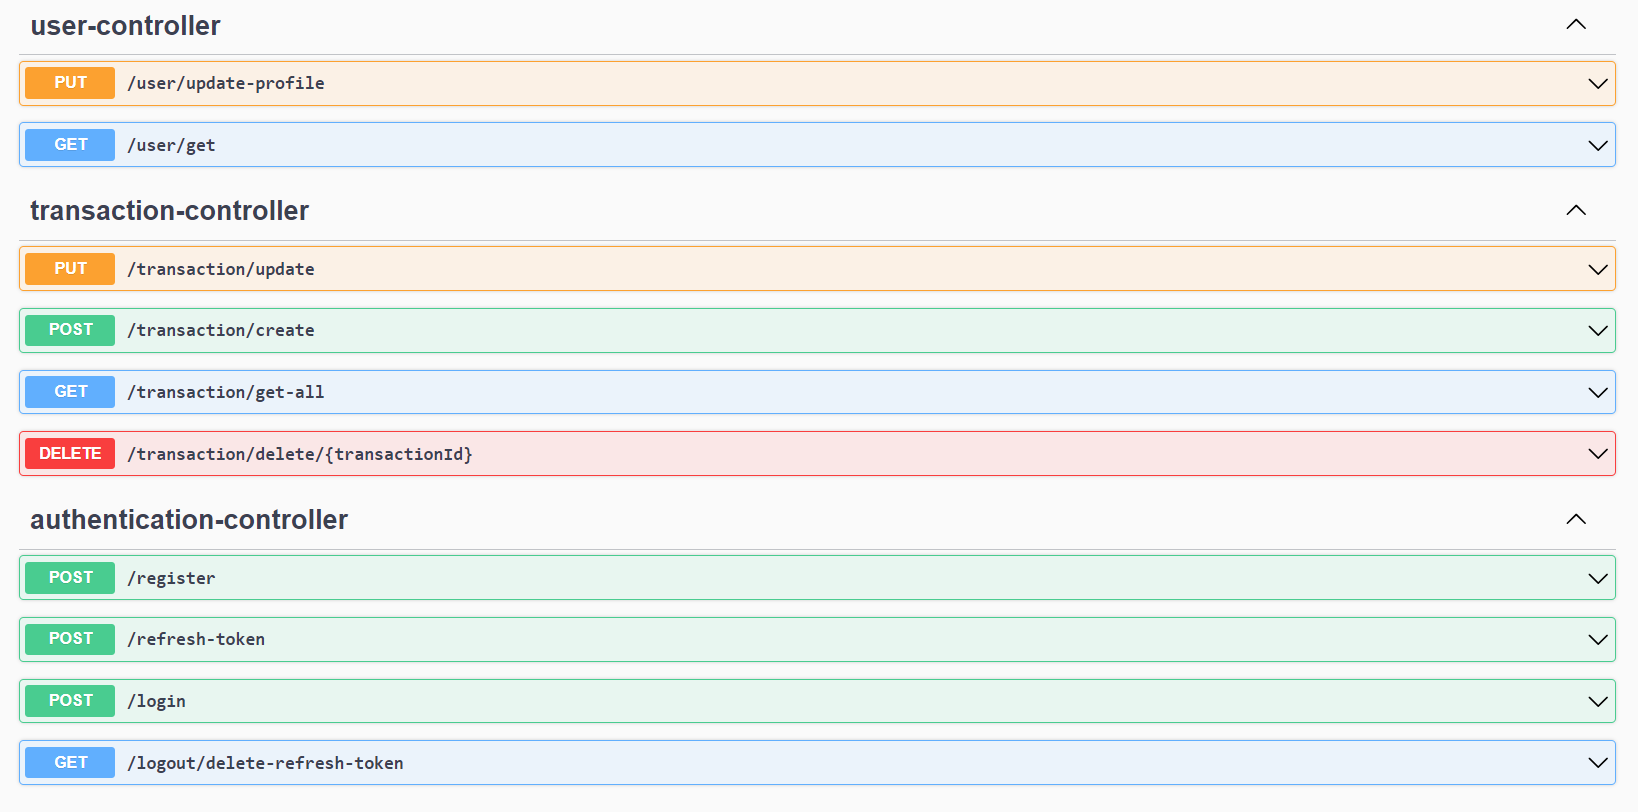 user-controller
PUT /user/update-profile
GET /user/get
transaction-controller
PUT /transaction/update
POST /transaction/create
GET /transaction/get-all
DELETE /transaction/delete/{transactionId}
authentication-controller
POST /register
POST /refresh-token
POST /login
GET /logout/delete-refresh-token